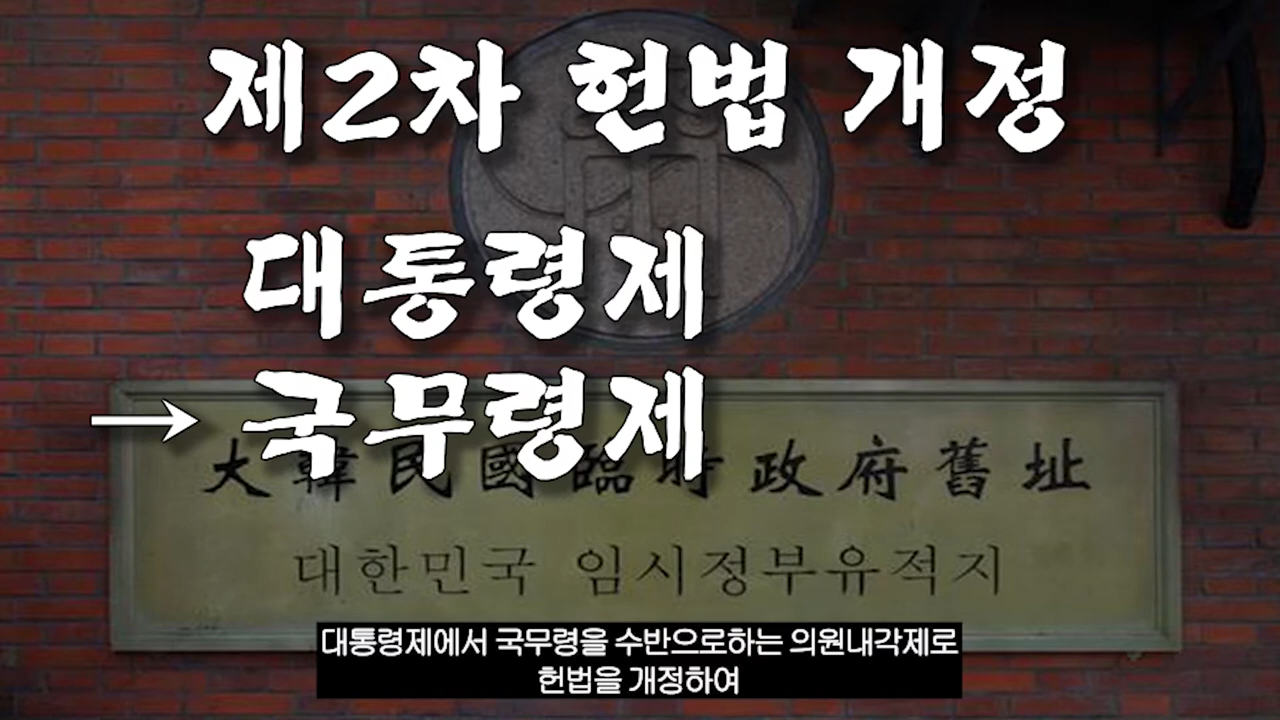 제2차 헌법 개정
대통령제
→ 국무령제
大韓民國臨時政府舊址
대한민국 임시정부유적지
대통령제에서 국무령을 수반으로하는 의원내각제로
헌법을 개정하여